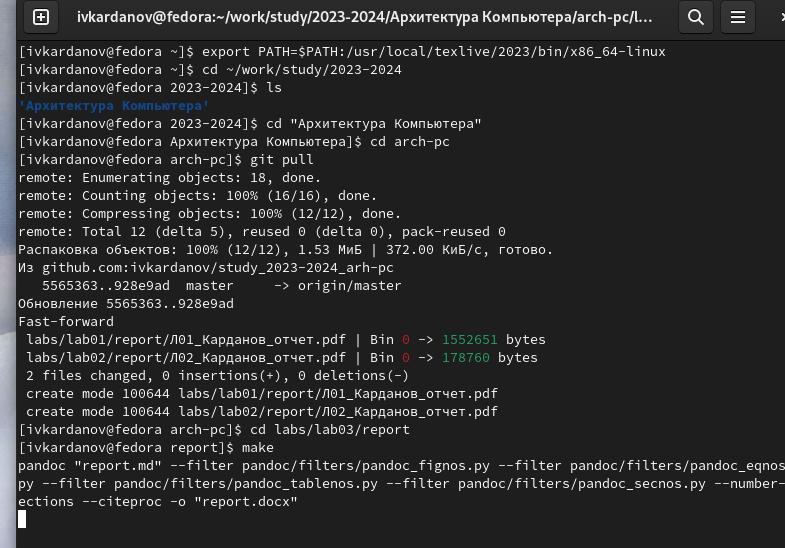 ivkardanov@fedora:~/work/study/2023-2024/Архитектура Компьютера/arch-pc/l...
[ivkardanov@fedora ~]$ export PATH=$PATH:/usr/local/texlive/2023/bin/x86_64-linux
[ivkardanov@fedora ~]$ cd ~/work/study/2023-2024
[ivkardanov@fedora 2023-2024]$ ls
'Архитектура Компьютера'
[ivkardanov@fedora 2023-2024]$ cd "Архитектура Компьютера"
[ivkardanov@fedora Архитектура Компьютера]$ cd arch-pc
[ivkardanov@fedora arch-pc]$ git pull
remote: Enumerating objects: 18, done.
remote: Counting objects: 100% (16/16), done.
remote: Compressing objects: 100% (12/12), done.
remote: Total 12 (delta 5), reused 0 (delta 0), pack-reused 0
Распаковка объектов: 100% (12/12), 1.53 МиБ | 372.00 КиБ/с, готово.
Из github.com:ivkardanov/study_2023-2024_arh-pc
   5565363..928e9ad  master     -> origin/master
Обновление 5565363..928e9ad
Fast-forward
 labs/lab01/report/Л01_Карданов_отчет.pdf | Bin 0 -> 1552651 bytes
 labs/lab02/report/Л02_Карданов_отчет.pdf | Bin 0 -> 178760 bytes
 2 files changed, 0 insertions(+), 0 deletions(-)
 create mode 100644 labs/lab01/report/Л01_Карданов_отчет.pdf
 create mode 100644 labs/lab02/report/Л02_Карданов_отчет.pdf
[ivkardanov@fedora arch-pc]$ cd labs/lab03/report
[ivkardanov@fedora report]$ make
pandoc "report.md" --filter pandoc/filters/pandoc_fignos.py --filter pandoc/filters/pandoc_eqnos
py --filter pandoc/filters/pandoc_tablenos.py --filter pandoc/filters/pandoc_secnos.py --number-
ections --citeproc -o "report.docx"